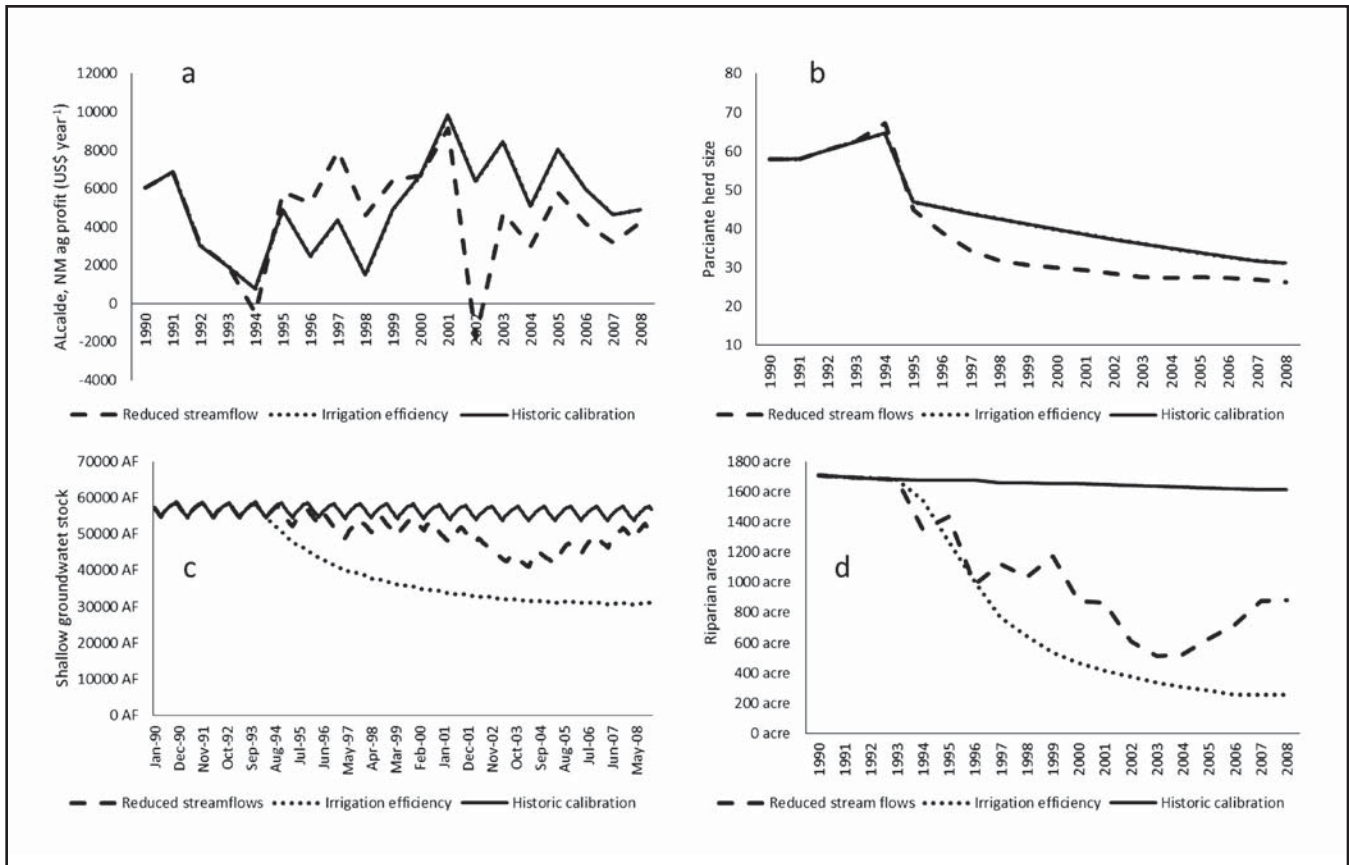 a
ALcalde, NM ag profit (US$ year⁻¹)
12000
10000
8000
6000
4000
2000
0
-2000
-4000
1990
1991
1992
1993
1994
1995
1996
1997
1998
1999
2000
2001
2002
2003
2004
2005
2006
2007
2008
Reduced streamflow Irrigation efficiency Historic calibration
b
Parciante herd size
80
70
60
50
40
30
20
10
1990
1991
1992
1993
1994
1995
1996
1997
1998
1999
2000
2001
2002
2003
2004
2005
2006
2007
2008
Reduced stream flows Irrigation efficiency Historic calibration
c
Shallow groundwatet stock
70000 AF
60000 AF
50000 AF
40000 AF
30000 AF
20000 AF
10000 AF
0 AF
Jan-90
Dec-90
Nov-91
Oct-92
Sep-93
Aug-94
Jul-95
Jun-96
May-97
Apr-98
Mar-99
Feb-00
Jan-01
Dec-01
Nov-02
Oct-03
Sep-04
Aug-05
Jul-06
Jun-07
May-08
Reduced streamflows Irrigation efficiency Historic calibration
d
Riparian area
1800 acre
1600 acre
1400 acre
1200 acre
1000 acre
800 acre
600 acre
400 acre
200 acre
0 acre
1990
1991
1992
1993
1994
1995
1996
1997
1998
1999
2000
2001
2002
2003
2004
2005
2006
2007
2008
Reduced stream flows Irrigation efficiency Historic calibration